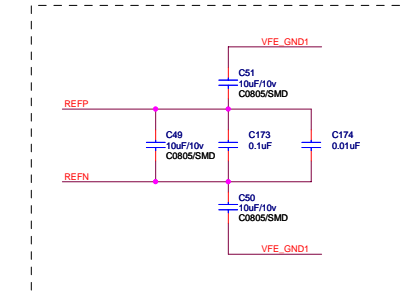 VFE_GND1
C51
10uF/10v
C0805/SMD
REFP
C49
10uF/10v
C0805/SMD
C173
0.1uF
C174
0.01uF
REFN
C50
10uF/10v
C0805/SMD
VFE_GND1